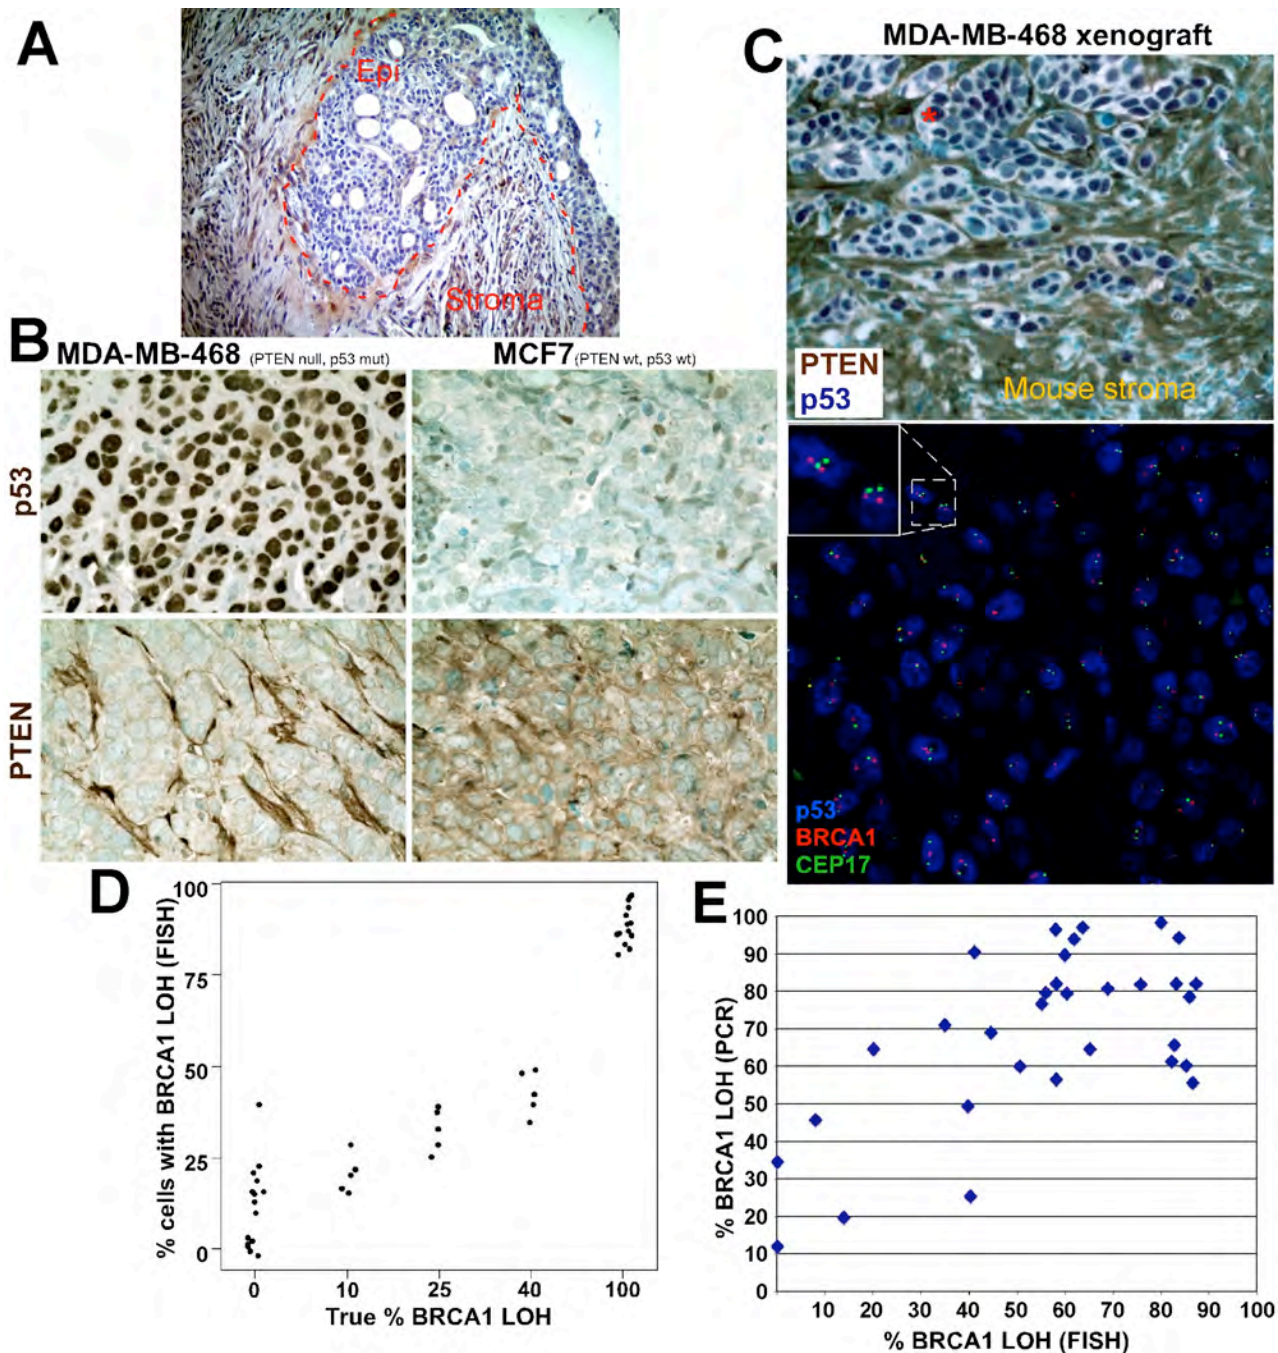 A
Epi
Stroma
B
MDA-MB-468 (PTEN null, p53 mut)
MCF7(PTEN wt, p53 wt)
p53
PTEN
C
MDA-MB-468 xenograft
*
PTEN
p53
Mouse stroma
p53
BRCA1
CEP17
D
% cells with BRCA1 LOH (FISH)
100
75
50
25
0
0 10 25 40 100
True % BRCA1 LOH
E
% BRCA1 LOH (PCR)
100
90
80
70
60
50
40
30
20
10
0
10 20 30 40 50 60 70 80 90 100
% BRCA1 LOH (FISH)